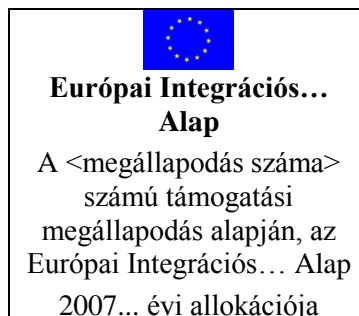 Európai Integrációs…
Alap
A <megállapodás száma>
számú támogatási
megállapodás alapján, az
Európai Integrációs… Alap
2007... évi allokációja